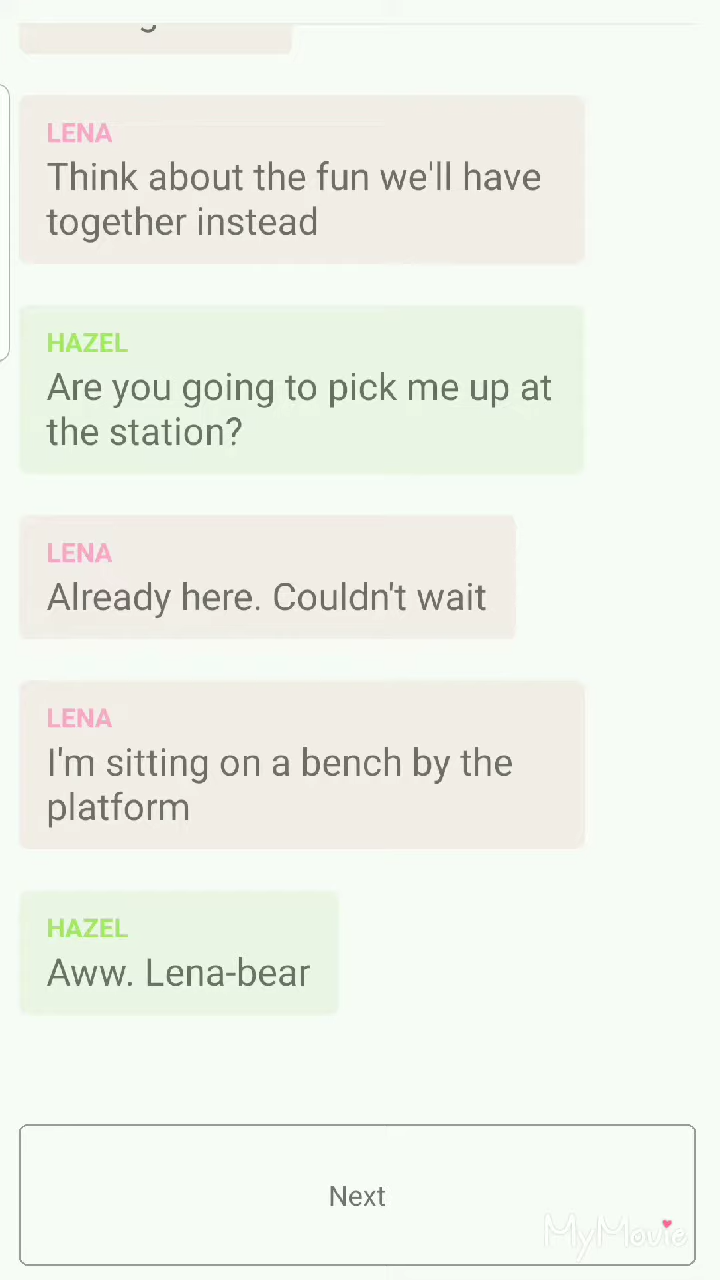 LENA
Think about the fun we'll have
together instead
HAZEL
Are you going to pick me up at
the station?
LENA
Already here. Couldn't wait
LENA
I'm sitting on a bench by the
platform
HAZEL
Aww. Lena-bear
Next
MyMovie